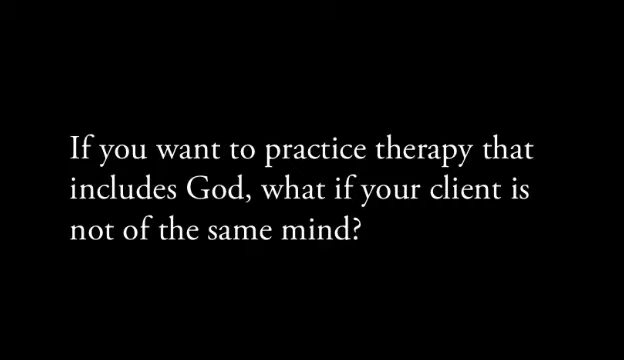 If you want to practice therapy that
includes God, what if your client is
not of the same mind?